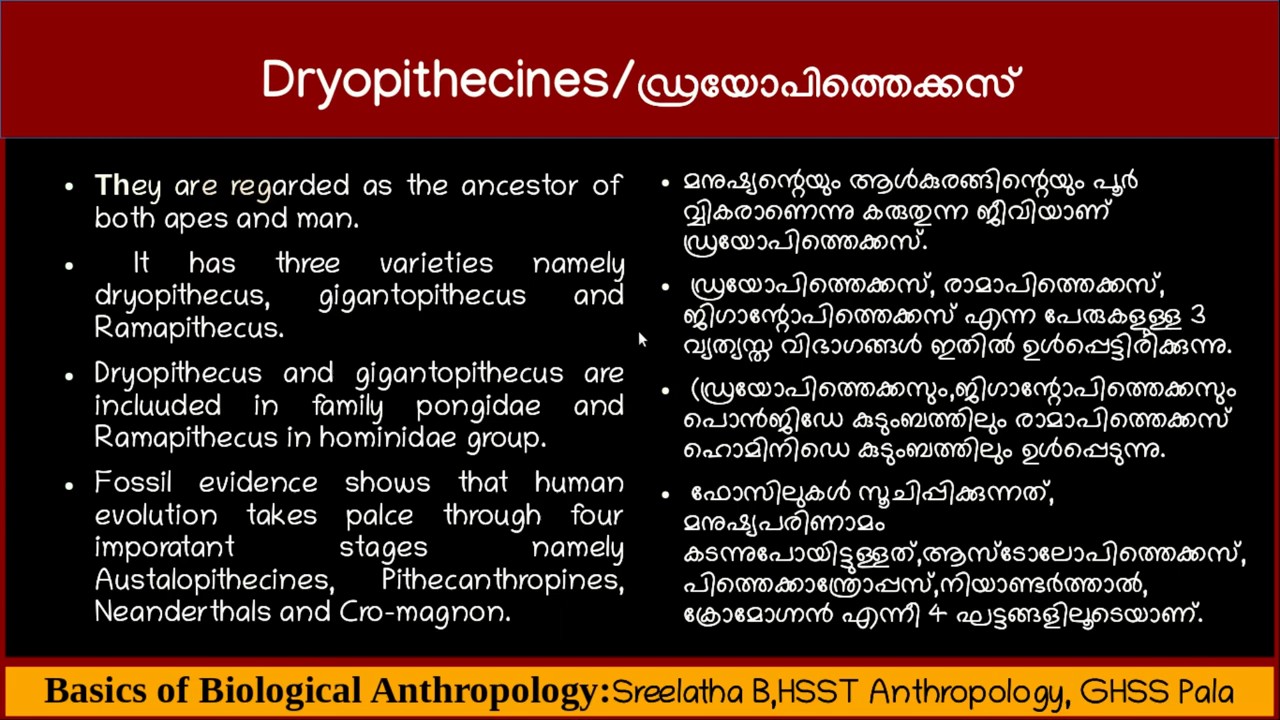 Dryopithecines/ഡ്രയോപിത്തെക്കസ്
• They are regarded as the ancestor of
both apes and man.
• It has three varieties namely
dryopithecus, gigantopithecus and
Ramapithecus.
• Dryopithecus and gigantopithecus are
incluuded in family pongidae and
Ramapithecus in hominidae group.
• Fossil evidence shows that human
evolution takes palce through four
imporatant stages namely
Austalopithecines, Pithecanthropines,
Neanderthals and Cro-magnon.
• മനുഷ്യന്റെയും ആൾകുരങ്ങിന്റെയും പൂർ
വ്വികരാണെന്നു കരുതുന്ന ജീവിയാണ്
ഡ്രയോപിത്തെക്കസ്.
• ഡ്രയോപിത്തെക്കസ്, രാമാപിത്തെക്കസ്,
ജിഗാന്റോപിത്തെക്കസ് എന്ന പേരുകളുള്ള 3
വ്യത്യസ്ത വിഭാഗങ്ങൾ ഇതിൽ ഉൾപ്പെട്ടിരിക്കുന്നു.
• (ഡ്രയോപിത്തെക്കസും,ജിഗാന്റോപിത്തെക്കസും
പൊൻജിഡേ കുടുംബത്തിലും രാമാപിത്തെക്കസ്
ഹൊമിനിഡെ കുടുംബത്തിലും ഉൾപ്പെടുന്നു.
• ഫോസിലുകൾ സൂചിപ്പിക്കുന്നത്,
മനുഷ്യപരിണാമം
കടന്നുപോയിട്ടുള്ളത്,ആസ്ടോലോപിത്തെക്കസ്,
പിത്തെക്കാന്ത്രോപ്പസ്,നിയാണ്ടർത്താൽ,
ക്രോമോഗ്നൻ എന്നീ 4 ഘട്ടങ്ങളിലൂടെയാണ്.
Basics of Biological Anthropology:Sreelatha B,HSST Anthropology, GHSS Pala